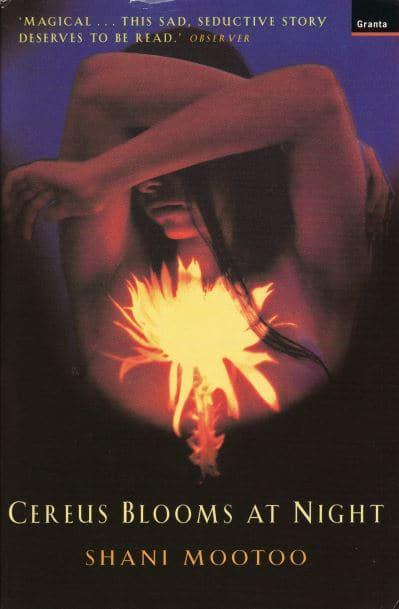 'MAGICAL ... THIS SAD, SEDUCTIVE STORY
DESERVES TO BE READ.' OBSERVER
Granta
CEREUS BLOOMS AT NIGHT
SHANI MOOTOO